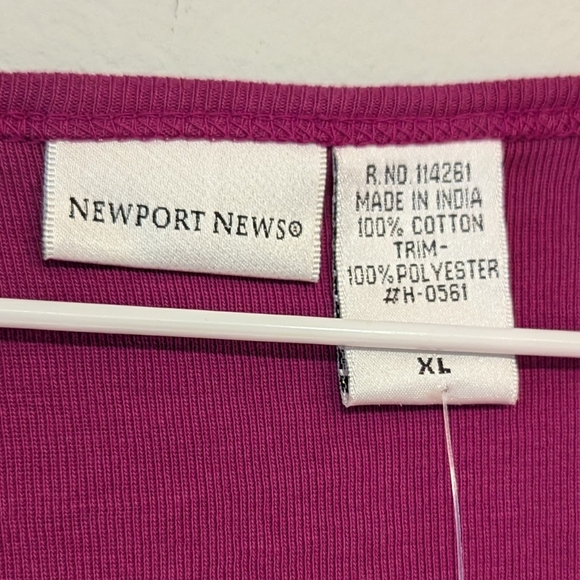 NEWPORT NEWS®
R.NO.114261
MADE IN INDIA
100% COTTON
TRIM-
100%POLYESTER
#H-0561
XL